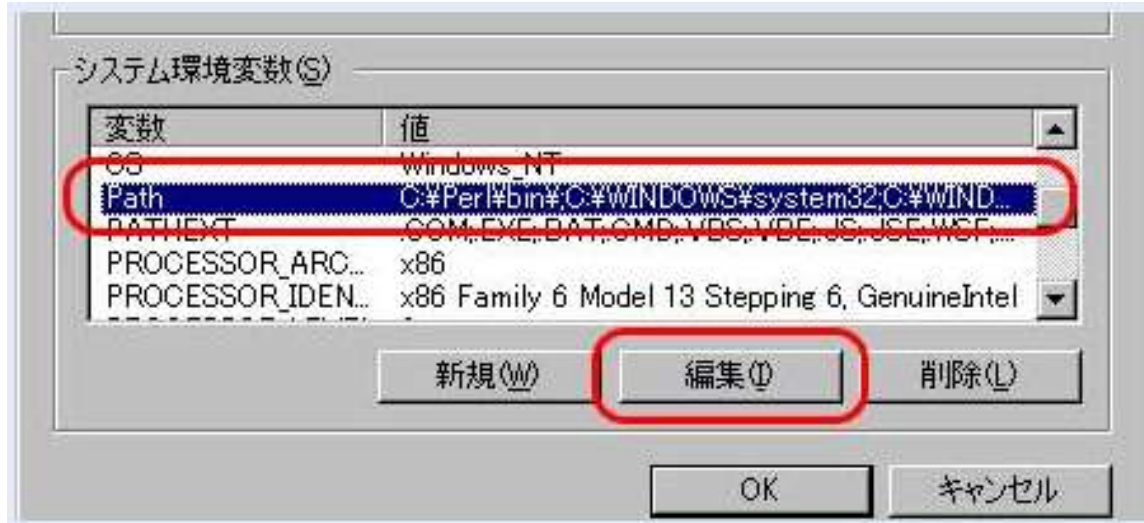 システム環境変数(S)
変数 値
OS Windows_NT
Path C:¥Perl¥bin¥;C:¥WINDOWS¥system32;C:¥WIND...
PATHEXT .COM;.EXE;.BAT;.CMD;.VBS;.VBE;.JS;.JSE;.WSF;...
PROCESSOR_ARC... x86
PROCESSOR_IDEN... x86 Family 6 Model 13 Stepping 6, GenuineIntel
新規(W) 編集(I) 削除(L)
OK キャンセル